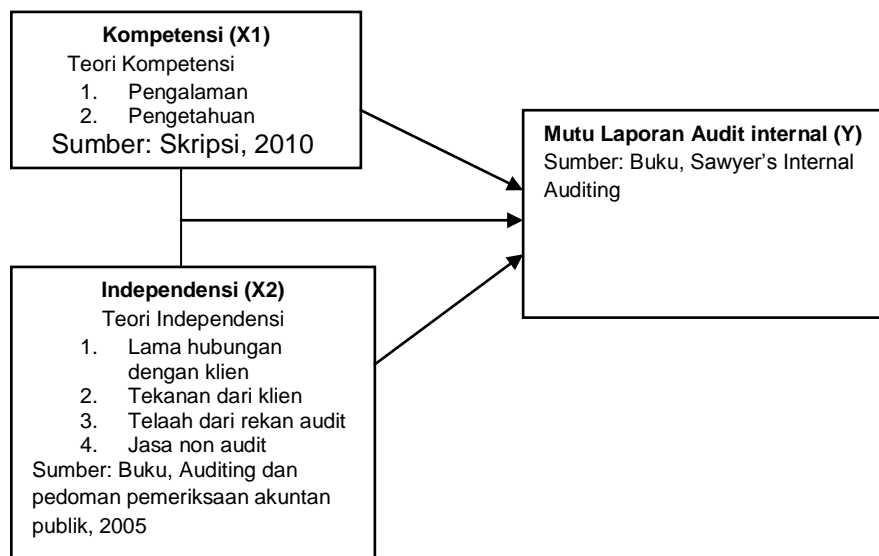 Kompetensi (X1)
Teori Kompetensi
1. Pengalaman
2. Pengetahuan
Sumber: Skripsi, 2010
Mutu Laporan Audit internal (Y)
Sumber: Buku, Sawyer’s Internal
Auditing
Independensi (X2)
Teori Independensi
1. Lama hubungan
dengan klien
2. Tekanan dari klien
3. Telaah dari rekan audit
4. Jasa non audit
Sumber: Buku, Auditing dan
pedoman pemeriksaan akuntan
publik, 2005